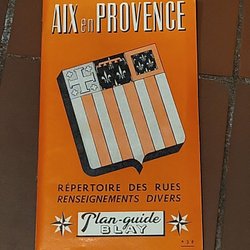 AIX en PROVENCE
RÉPERTOIRE DES RUES
RENSEIGNEMENTS DIVERS
Plan-guide
BLAY